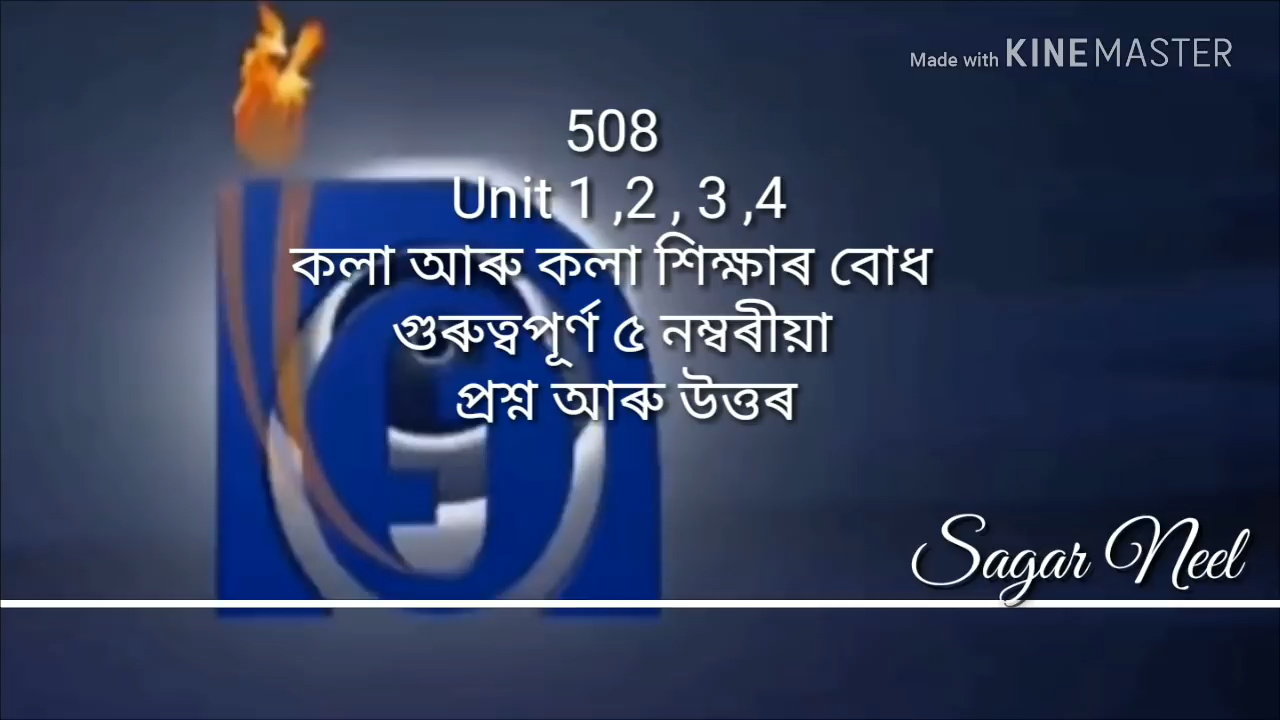 Made with KINEMASTER
508
Unit 1 ,2 , 3 ,4
কলা আৰু কলা শিক্ষাৰ বোধ
গুৰুত্বপূৰ্ণ ৫ নম্বৰীয়া
প্ৰশ্ন আৰু উত্তৰ
Sagar Neel